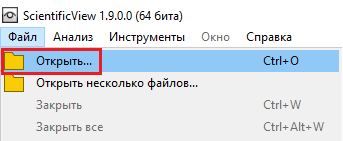 ScientificView 1.9.0.0 (64 бита)
Файл Анализ Инструменты Окно Справка
Открыть... Ctrl+O
Открыть несколько файлов...
Закрыть Ctrl+W
Закрыть все Ctrl+Alt+W